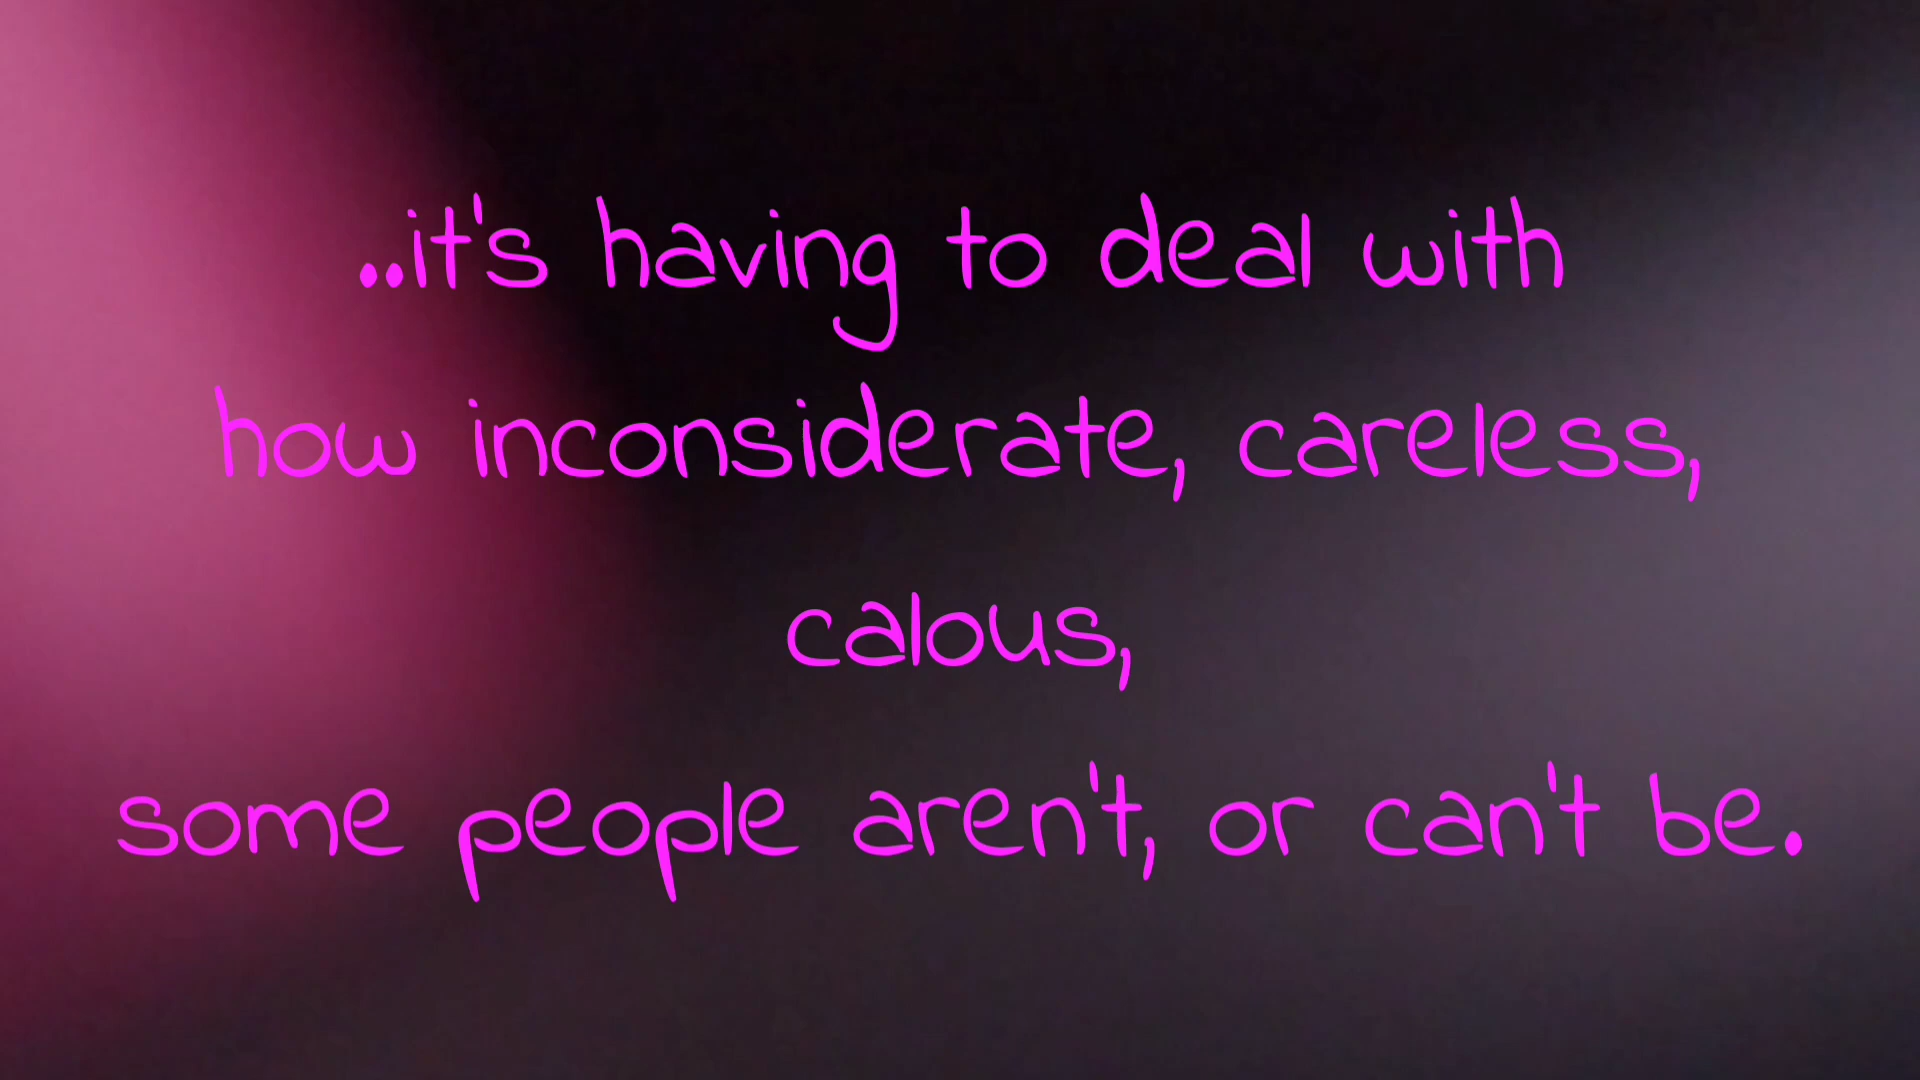 ..it's having to deal with
how inconsiderate, careless,
calous,
some people aren't, or can't be.